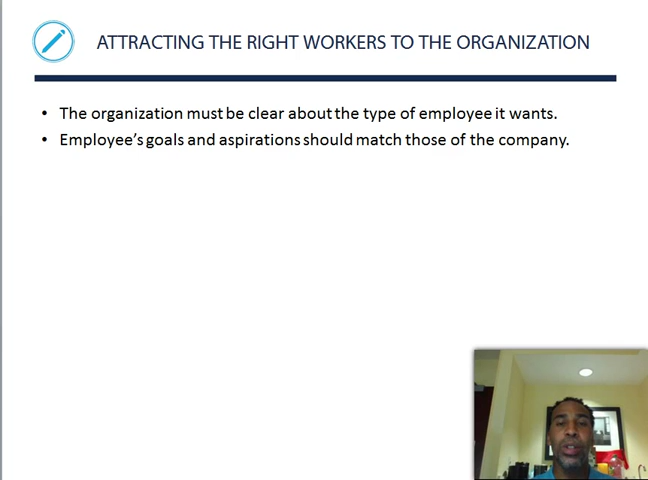 ATTRACTING THE RIGHT WORKERS TO THE ORGANIZATION
• The organization must be clear about the type of employee it wants.
• Employee's goals and aspirations should match those of the company.